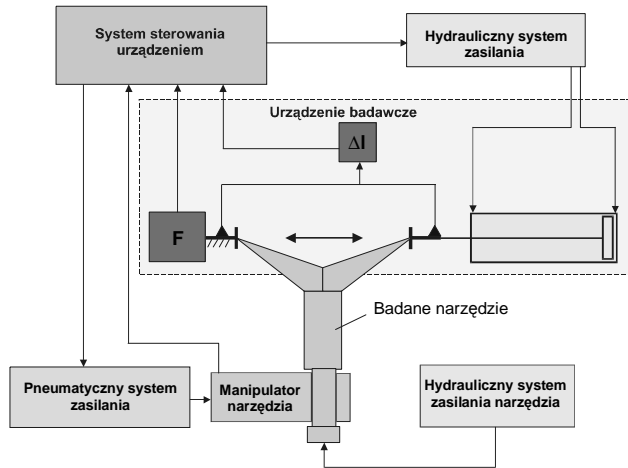 System sterowania
urządzeniem
Hydrauliczny system
zasilania
Urządzenie badawcze
Δl
F
Badane narzędzie
Pneumatyczny system
zasilania
Manipulator
narzędzia
Hydrauliczny system
zasilania narzędzia